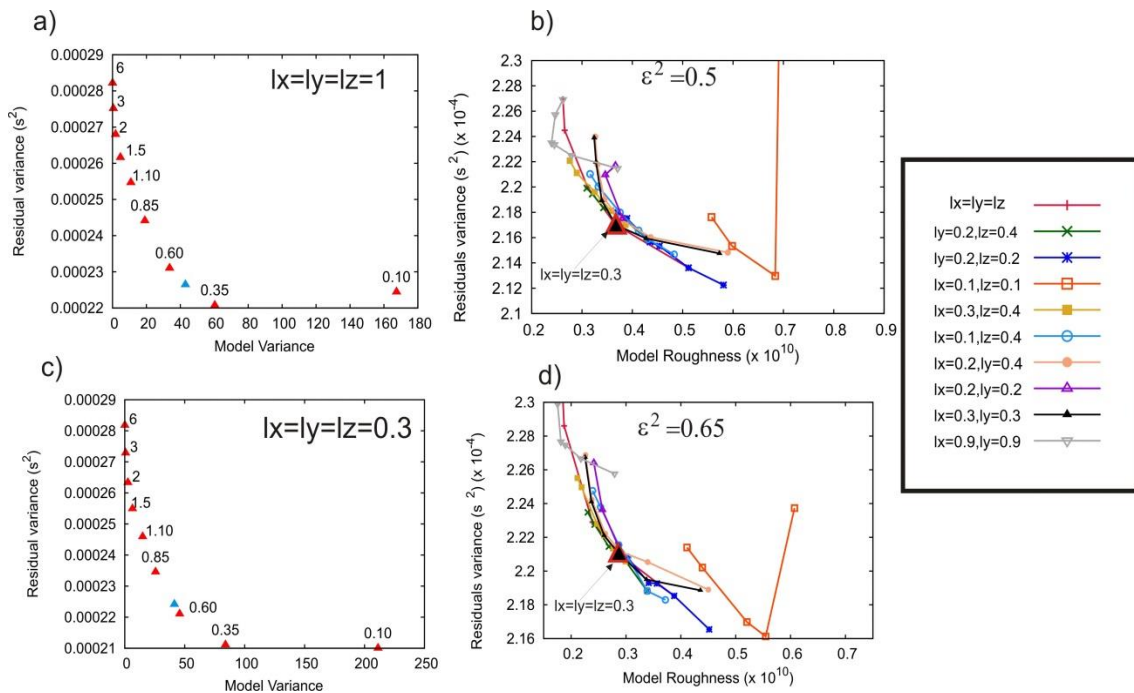 a)
lx=ly=lz=1
0.00029
0.00028
0.00027
0.00026
0.00025
0.00024
0.00023
0.00022
Residual variance (s²)
6
3
2
1.5
1.10
0.85
0.60
0.35
0.10
0 20 40 60 80 100 120 140 160 180
Model Variance
b)
ε² =0.5
2.3
2.28
2.26
2.24
2.22
2.2
2.18
2.16
2.14
2.12
2.1
Residuals variance (s ²) (x 10⁻⁴)
lx=ly=lz=0.3
0.2 0.3 0.4 0.5 0.6 0.7 0.8 0.9
Model Roughness (x 10¹⁰)
c)
lx=ly=lz=0.3
0.00029
0.00028
0.00027
0.00026
0.00025
0.00024
0.00023
0.00022
0.00021
Residual variance (s²)
6
3
2
1.5
1.10
0.85
0.60
0.35
0.10
0 50 100 150 200 250
Model Variance
d)
ε² =0.65
2.3
2.28
2.26
2.24
2.22
2.2
2.18
2.16
Residuals variance (s ²) (x 10⁻⁴)
lx=ly=lz=0.3
0.2 0.3 0.4 0.5 0.6 0.7
Model Roughness (x 10¹⁰)
lx=ly=lz
ly=0.2,lz=0.4
ly=0.2,lz=0.2
lx=0.1,lz=0.1
lx=0.3,lz=0.4
lx=0.1,lz=0.4
lx=0.2,ly=0.4
lx=0.2,ly=0.2
lx=0.3,ly=0.3
lx=0.9,ly=0.9